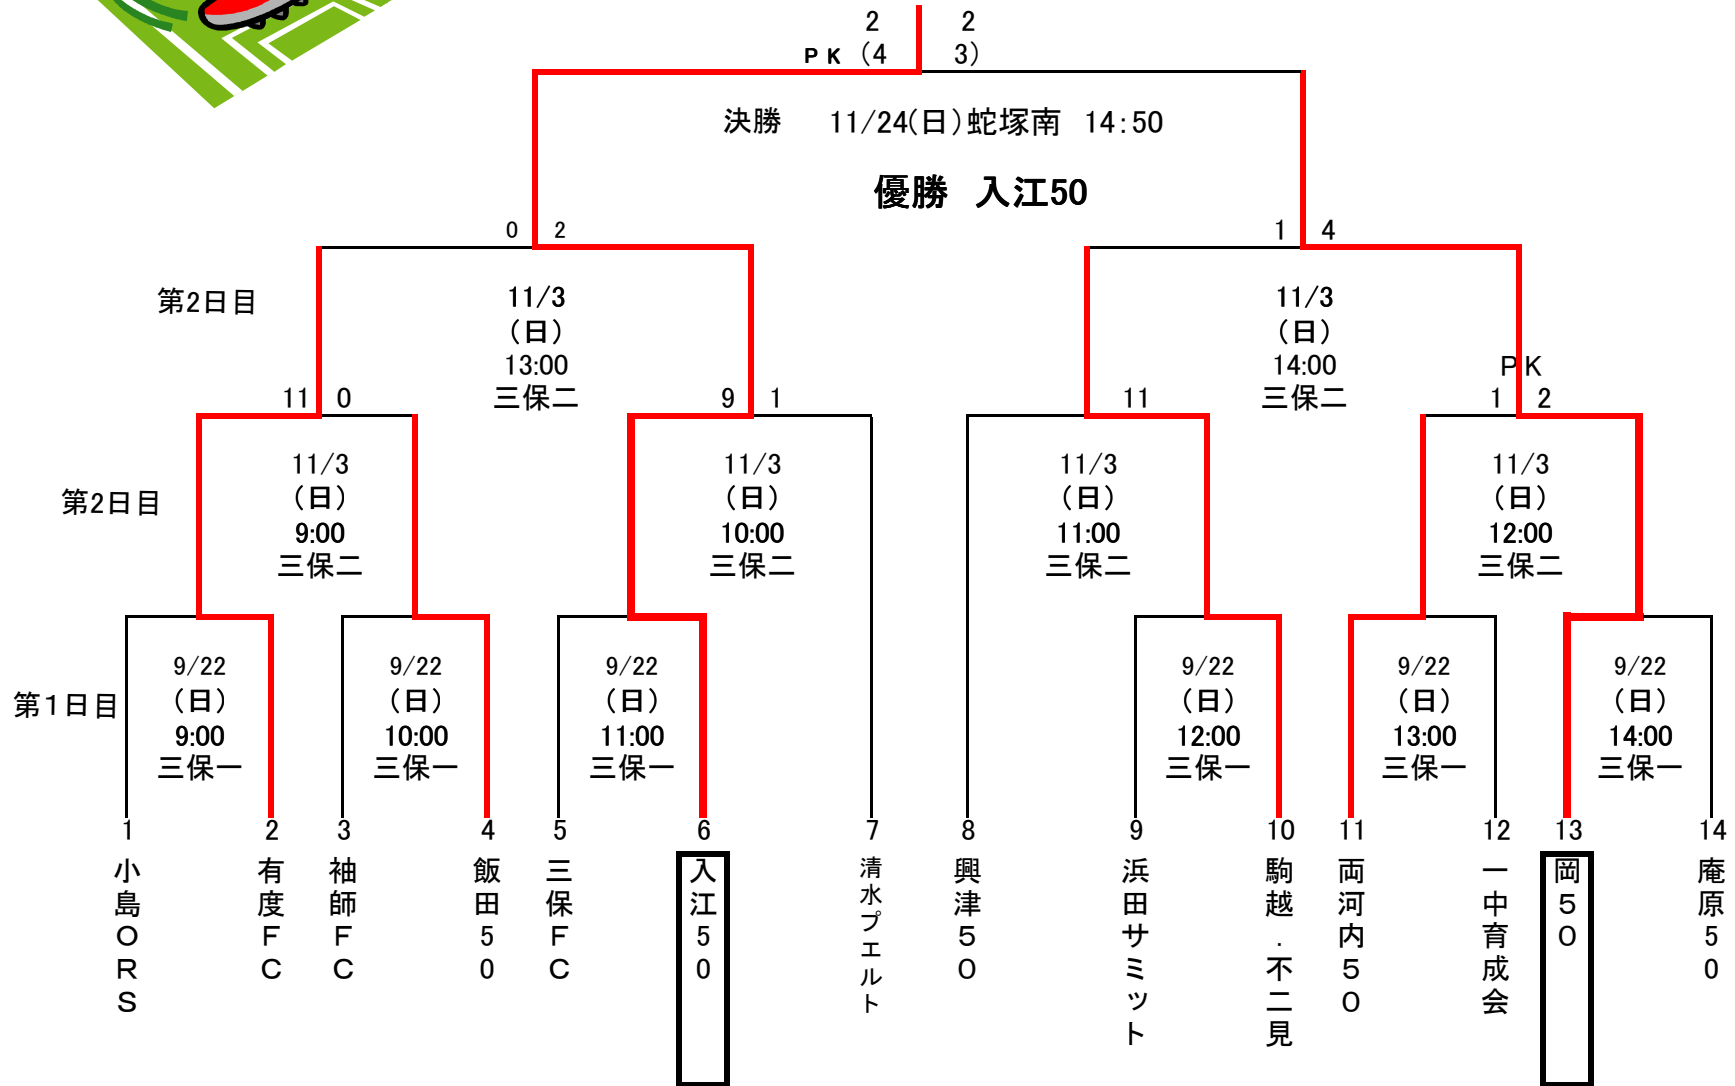 2 2
ＰＫ（4 3）
決勝 11/24(日)蛇塚南 14:50
優勝 入江50
0 2
1 4
第2日目
11/3
（日）
13:00
三保二
11/3
（日）
14:00
三保二
PK
11 0
9 1
11
1 2
第2日目
11/3
（日）
9:00
三保二
11/3
（日）
10:00
三保二
11/3
（日）
11:00
三保二
11/3
（日）
12:00
三保二
第１日目
9/22
（日）
9:00
三保一
9/22
（日）
10:00
三保一
9/22
（日）
11:00
三保一
9/22
（日）
12:00
三保一
9/22
（日）
13:00
三保一
9/22
（日）
14:00
三保一
1
小島ＯＲＳ
2
有度ＦＣ
3
袖師ＦＣ
4
飯田50
5
三保ＦＣ
6
入江50
7
清水プエルト
8
興津５０
9
浜田サミット
10
駒越．不二見
11
両河内５０
12
一中育成会
13
岡５０
14
庵原50